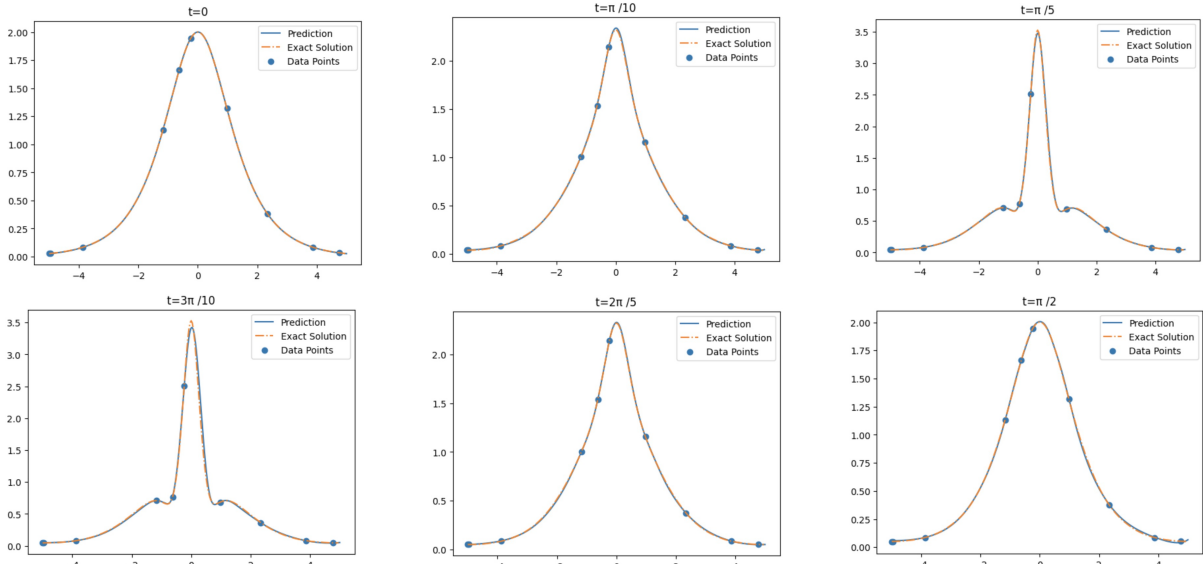 t=0
Prediction
Exact Solution
Data Points
2.00
1.75
1.50
1.25
1.00
0.75
0.50
0.25
0.00
−4 −2 0 2 4
t=π /10
Prediction
Exact Solution
Data Points
2.0
1.5
1.0
0.5
0.0
−4 −2 0 2 4
t=π /5
Prediction
Exact Solution
Data Points
3.5
3.0
2.5
2.0
1.5
1.0
0.5
0.0
−4 −2 0 2 4
t=3π /10
Prediction
Exact Solution
Data Points
3.5
3.0
2.5
2.0
1.5
1.0
0.5
0.0
t=2π /5
Prediction
Exact Solution
Data Points
2.0
1.5
1.0
0.5
0.0
t=π /2
Prediction
Exact Solution
Data Points
2.00
1.75
1.50
1.25
1.00
0.75
0.50
0.25
0.00